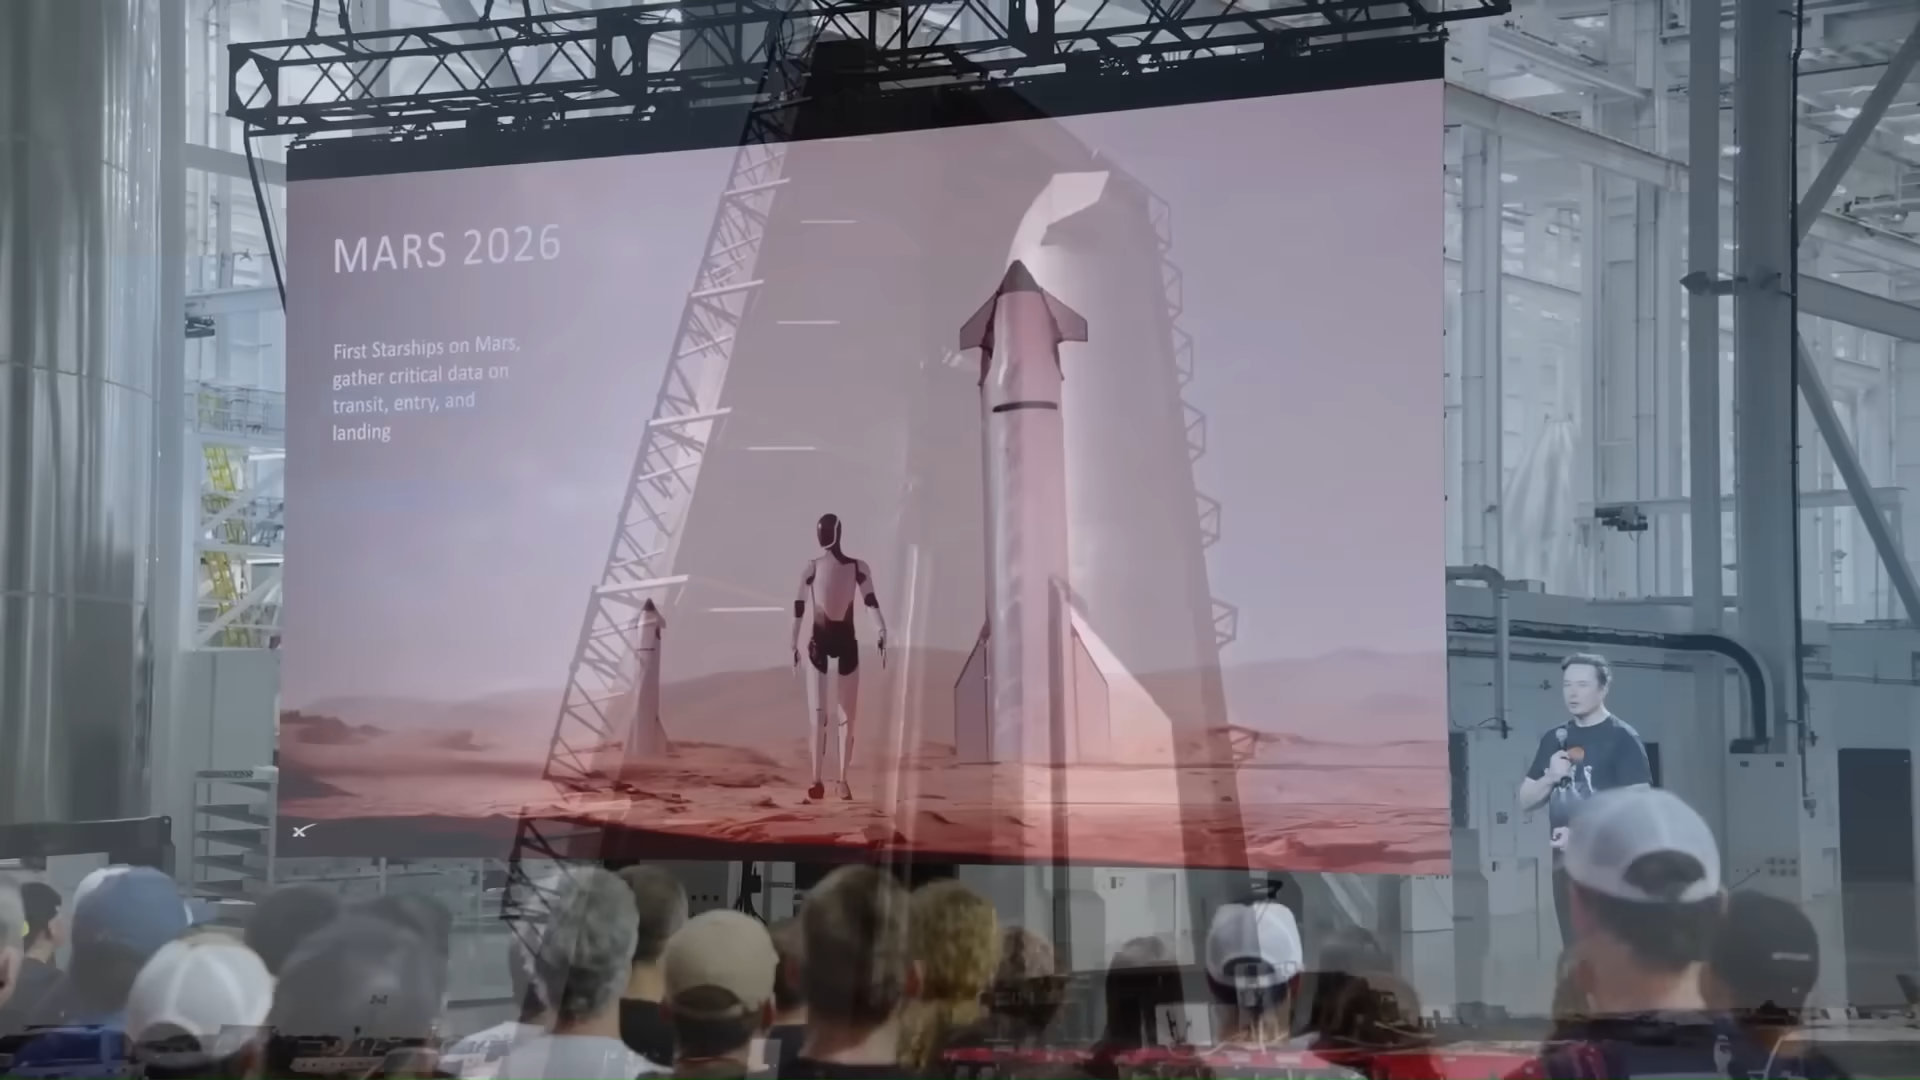 MARS 2026
First Starships on Mars,
gather critical data on
transit, entry, and
landing